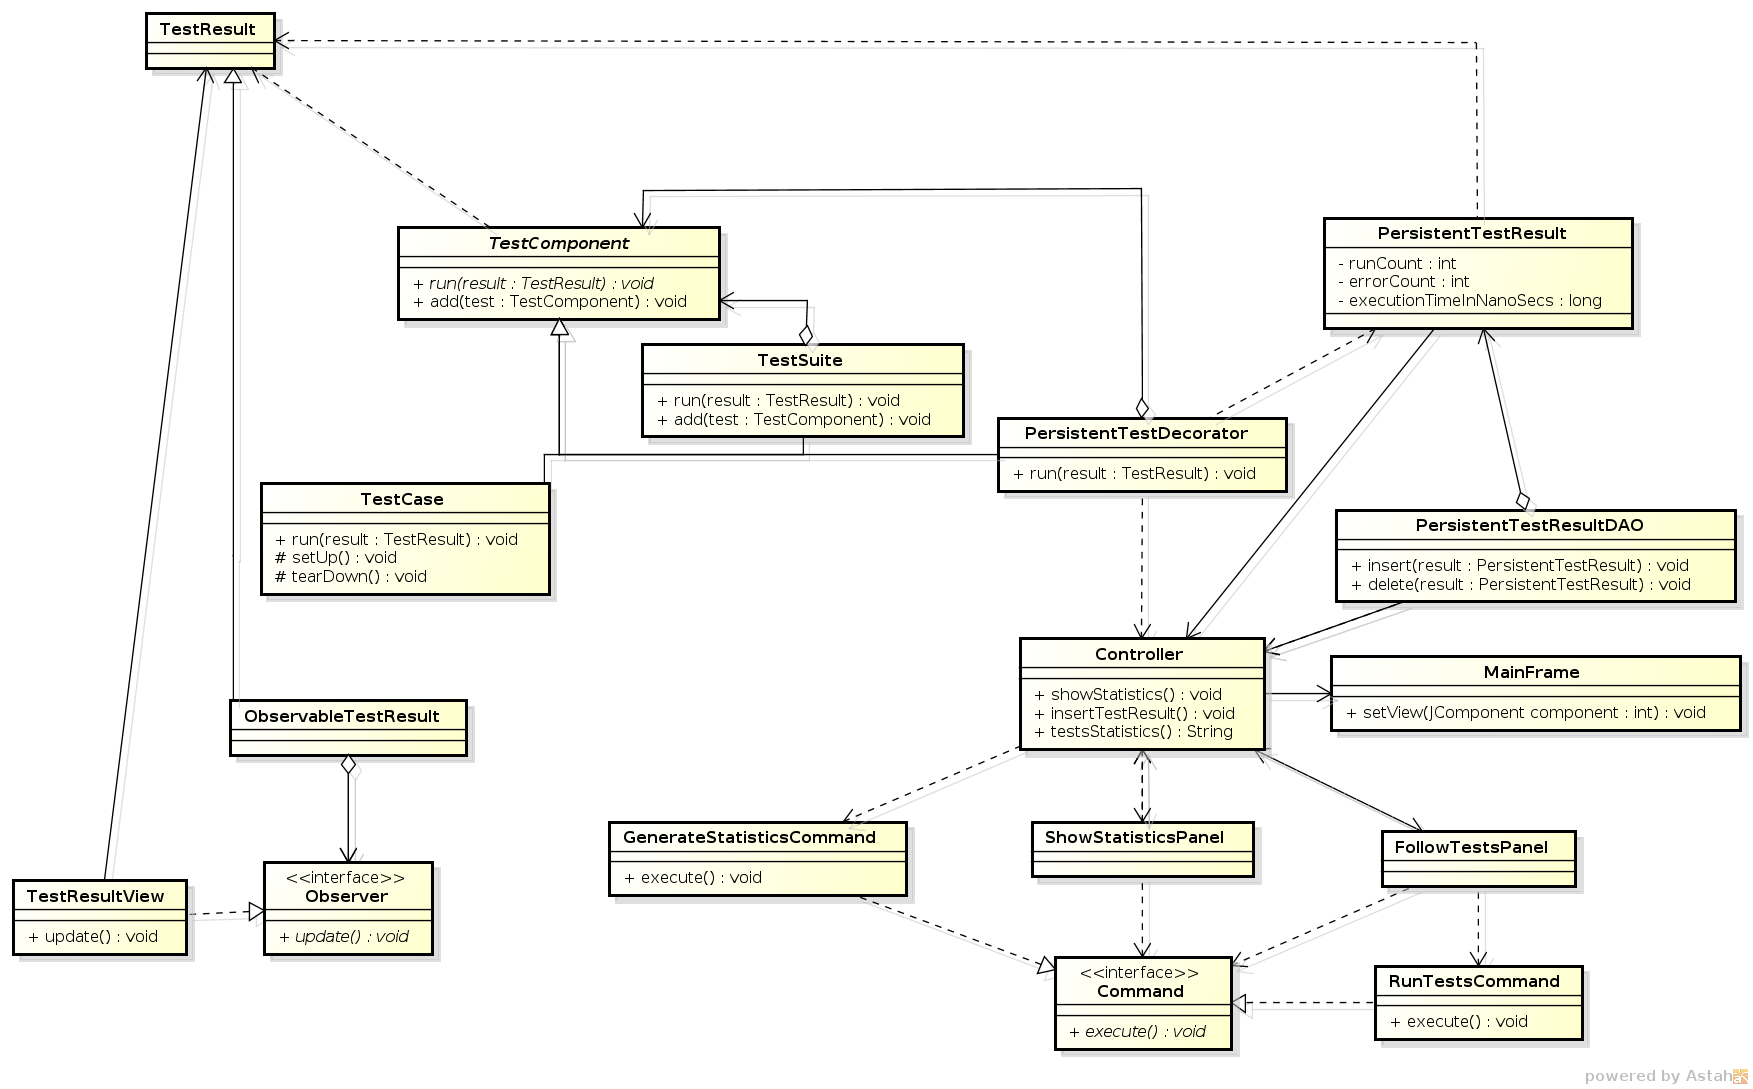 TestResult
TestComponent
+ run(result : TestResult) : void
+ add(test : TestComponent) : void
PersistentTestResult
- runCount : int
- errorCount : int
- executionTimeInNanoSecs : long
TestSuite
+ run(result : TestResult) : void
+ add(test : TestComponent) : void
PersistentTestDecorator
+ run(result : TestResult) : void
TestCase
+ run(result : TestResult) : void
# setUp() : void
# tearDown() : void
PersistentTestResultDAO
+ insert(result : PersistentTestResult) : void
+ delete(result : PersistentTestResult) : void
Controller
+ showStatistics() : void
+ insertTestResult() : void
+ testsStatistics() : String
MainFrame
+ setView(JComponent component : int) : void
ObservableTestResult
GenerateStatisticsCommand
+ execute() : void
ShowStatisticsPanel
FollowTestsPanel
TestResultView
+ update() : void
<<interface>>
Observer
+ update() : void
<<interface>>
Command
+ execute() : void
RunTestsCommand
+ execute() : void
powered by Astah